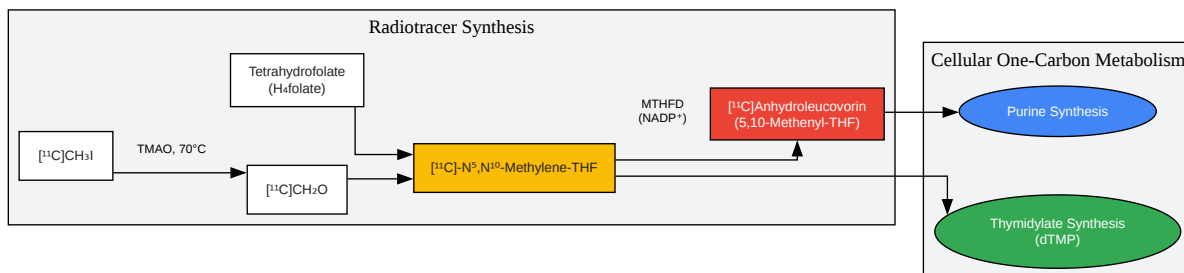 Radiotracer Synthesis
Cellular One-Carbon Metabolism
Tetrahydrofolate
(H₄folate)
MTHFD
(NADP⁺)
[¹¹C]Anhydroleucovorin
(5,10-Methenyl-THF)
Purine Synthesis
[¹¹C]CH₃I
TMAO, 70°C
[¹¹C]-N⁵,N¹⁰-Methylene-THF
[¹¹C]CH₂O
Thymidylate Synthesis
(dTMP)